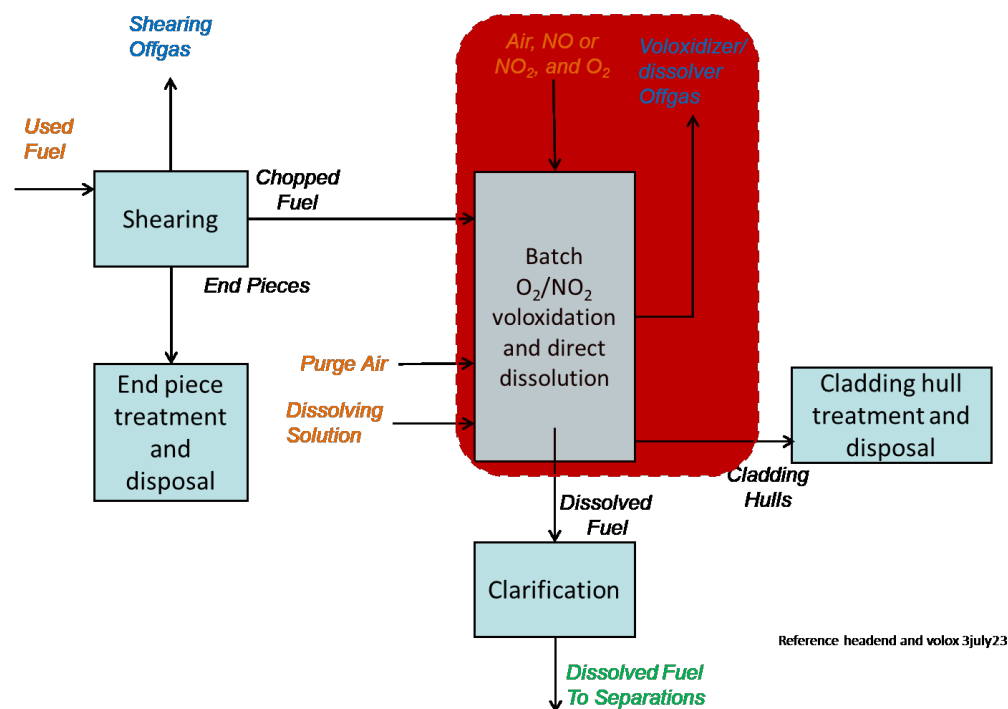 Shearing
Offgas
Air, NO or
NO₂, and O₂
Voloxidizer/
dissolver
Offgas
Used
Fuel
Chopped
Fuel
Shearing
End Pieces
Batch
O₂/NO₂
voloxidation
and direct
dissolution
Purge Air
Dissolving
Solution
End piece
treatment
and
disposal
Cladding hull
treatment and
disposal
Cladding
Hulls
Dissolved
Fuel
Clarification
Reference headend and volox 3july23
Dissolved Fuel
To Separations